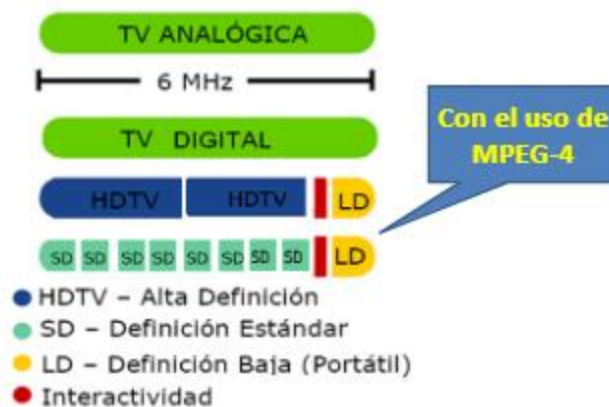 TV ANALÓGICA
6 MHz
TV DIGITAL
Con el uso de
MPEG-4
HDTV HDTV LD
SD SD SD SD SD SD SD SD LD
HDTV – Alta Definición
SD – Definición Estándar
LD – Definición Baja (Portátil)
Interactividad